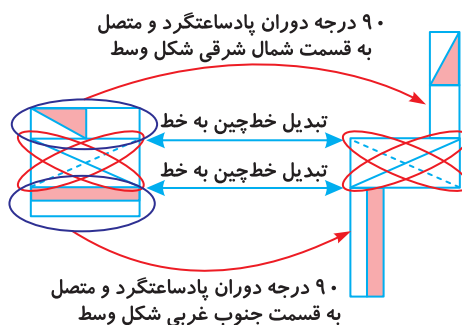 ۹۰ درجه دوران پادساعتگرد و متصل
به قسمت شمال شرقی شکل وسط
تبدیل خط‌چین به خط
تبدیل خط‌چین به خط
۹۰ درجه دوران پادساعتگرد و متصل
به قسمت جنوب غربی شکل وسط